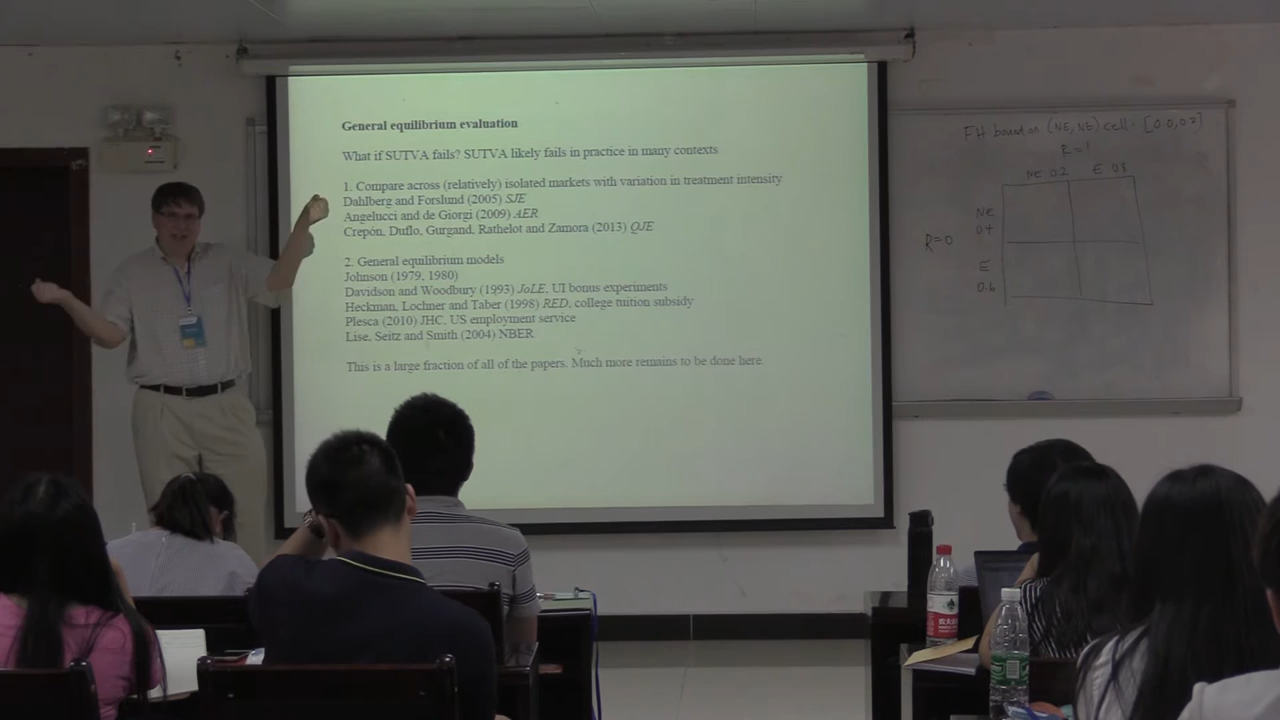 General equilibrium evaluation
What if SUTVA fails? SUTVA likely fails in practice in many contexts
1. Compare across (relatively) isolated markets with variation in treatment intensity
Dahlberg and Forslund (2005) SJE
Angelucci and de Giorgi (2009) AER
Crepón, Duflo, Gurgand, Rathelot and Zamora (2013) QJE
2. General equilibrium models
Johnson (1979, 1980)
Davidson and Woodbury (1993) JoLE, UI bonus experiments
Heckman, Lochner and Taber (1998) RED, college tuition subsidy
Plesca (2010) JHC, US employment service
Lise, Seitz and Smith (2004) NBER
This is a large fraction of all of the papers. Much more remains to be done here.
FH based on (NE, NE) cell: [0.0, 0.2]
R=1
NE 0.2 E 0.8
NE
R=0
E
0.6